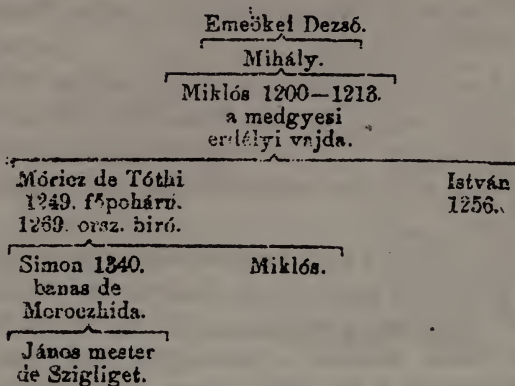 Emeőkei Dezső.
Mihály.
Miklós 1200—1213.
a medgyesi
erdélyi vajda.
Móricz de Tóthi
1249. főpohárn.
1269. orsz. biró.
István
1256.
Simon 1340.
banas de
Moroczhida.
Miklós.
János mester
de Szigliget.